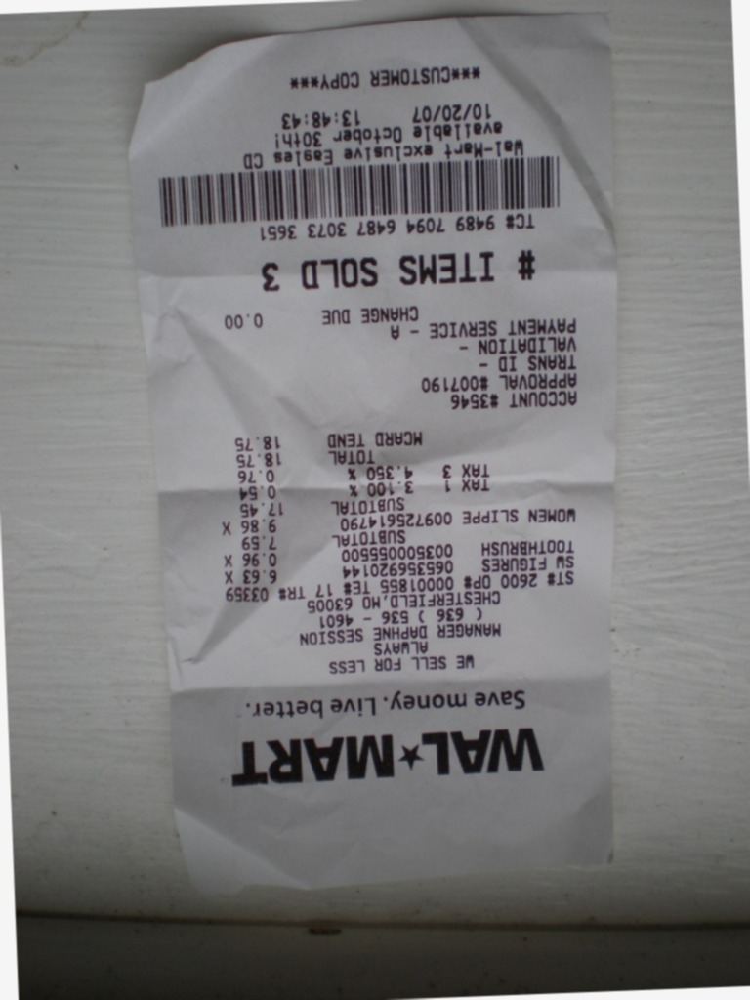 WAL★MART
Save money. Live better.
WE SELL FOR LESS
ALWAYS
MANAGER DAPHNE SESSION
( 636 ) 536 - 4601
CHESTERFIELD,MO 63005
ST# 2600 OP# 00001855 TE# 17 TR# 03359
SW FIGURES 065356920144 6.63 X
TOOTHBRUSH 003500055500 0.96 X
SUBTOTAL 7.59
WOMEN SLIPPE 009725614790 9.86 X
SUBTOTAL 17.45
TAX 1 3.100 % 0.54
TAX 3 4.350 % 0.76
TOTAL 18.75
MCARD TEND 18.75
ACCOUNT #3546
APPROVAL #007190
TRANS ID -
VALIDATION -
PAYMENT SERVICE - A
CHANGE DUE 0.00
# ITEMS SOLD 3
TC# 9489 7094 6487 3073 3651
Wal-Mart exclusive Eagles CD
available October 30th!
10/20/07 13:48:43
***CUSTOMER COPY***